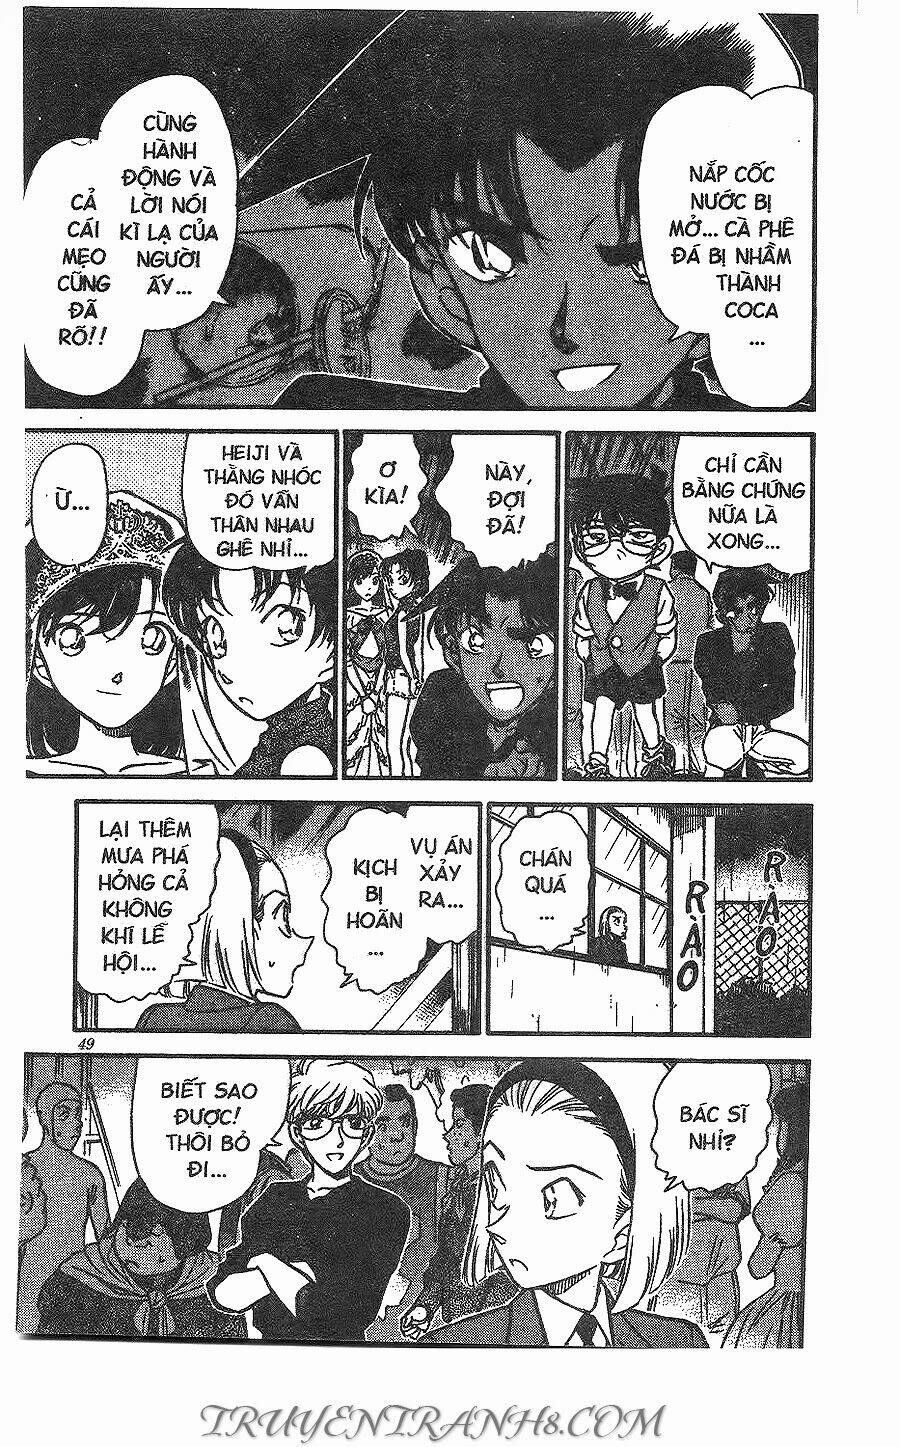 NẮP CỐC
NƯỚC BỊ
MỞ... CÀ PHÊ
ĐÁ BỊ NHẦM
THÀNH
COCA
...
CÙNG
HÀNH
ĐỘNG VÀ
LỜI NÓI
KÌ LẠ CỦA
NGƯỜI
ẤY...
CẢ
CÁI
MẸO
CŨNG
ĐÃ
RÕ!!
CHỈ CẦN
BẰNG CHỨNG
NỮA LÀ
XONG...
NÀY,
ĐỢI
ĐÃ!
Ơ
KÌA!
HEIJI VÀ
THẰNG NHÓC
ĐÓ VẪN
THÂN NHAU
GHÊ NHỈ...
Ừ...
RÀO
RÀO
CHÁN
QUÁ
...
VỤ ÁN
XẢY
RA...
KỊCH
BỊ
HOÃN
...
LẠI THÊM
MƯA PHÁ
HỎNG CẢ
KHÔNG
KHÍ LỄ
HỘI...
49
BÁC SĨ
NHỈ?
BIẾT SAO
ĐƯỢC!
THÔI BỎ
ĐI...
TRUYENTRANH8.COM